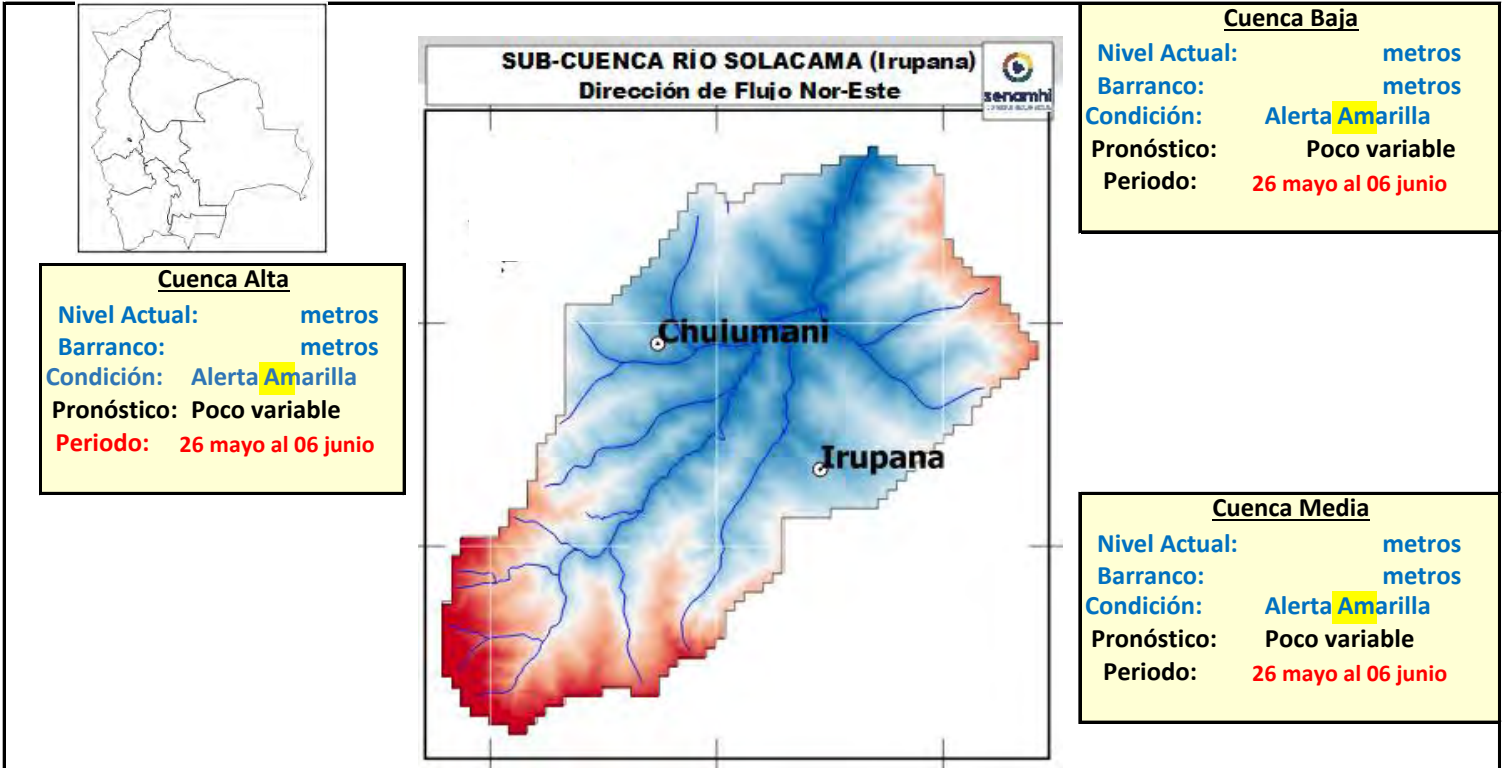 SUB-CUENCA RÍO SOLACAMA (Irupana)
Dirección de Flujo Nor-Este
senamhi
Cuenca Baja
Nivel Actual: metros
Barranco: metros
Condición: Alerta Amarilla
Pronóstico: Poco variable
Periodo: 26 mayo al 06 junio
Cuenca Alta
Nivel Actual: metros
Barranco: metros
Condición: Alerta Amarilla
Pronóstico: Poco variable
Periodo: 26 mayo al 06 junio
Chulumani
Irupana
Cuenca Media
Nivel Actual: metros
Barranco: metros
Condición: Alerta Amarilla
Pronóstico: Poco variable
Periodo: 26 mayo al 06 junio